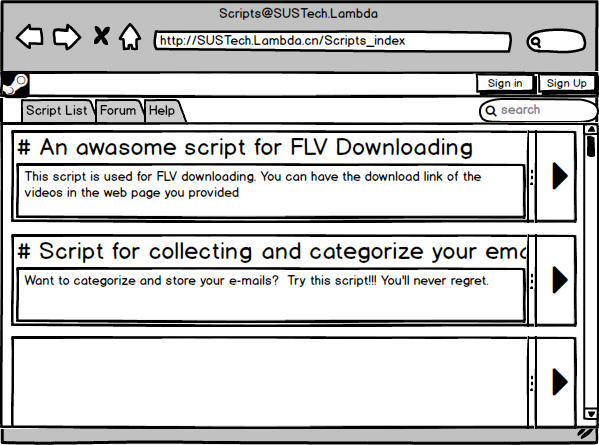 Scripts@SUSTech.Lambda
http://SUSTech.Lambda.cn/Scripts_index
Sign in
Sign Up
Script List
Forum
Help
search
# An awasome script for FLV Downloading
This script is used for FLV downloading. You can have the download link of the
videos in the web page you provided
# Script for collecting and categorize your ema
Want to categorize and store your e-mails?  Try this script!!! You'll never regret.